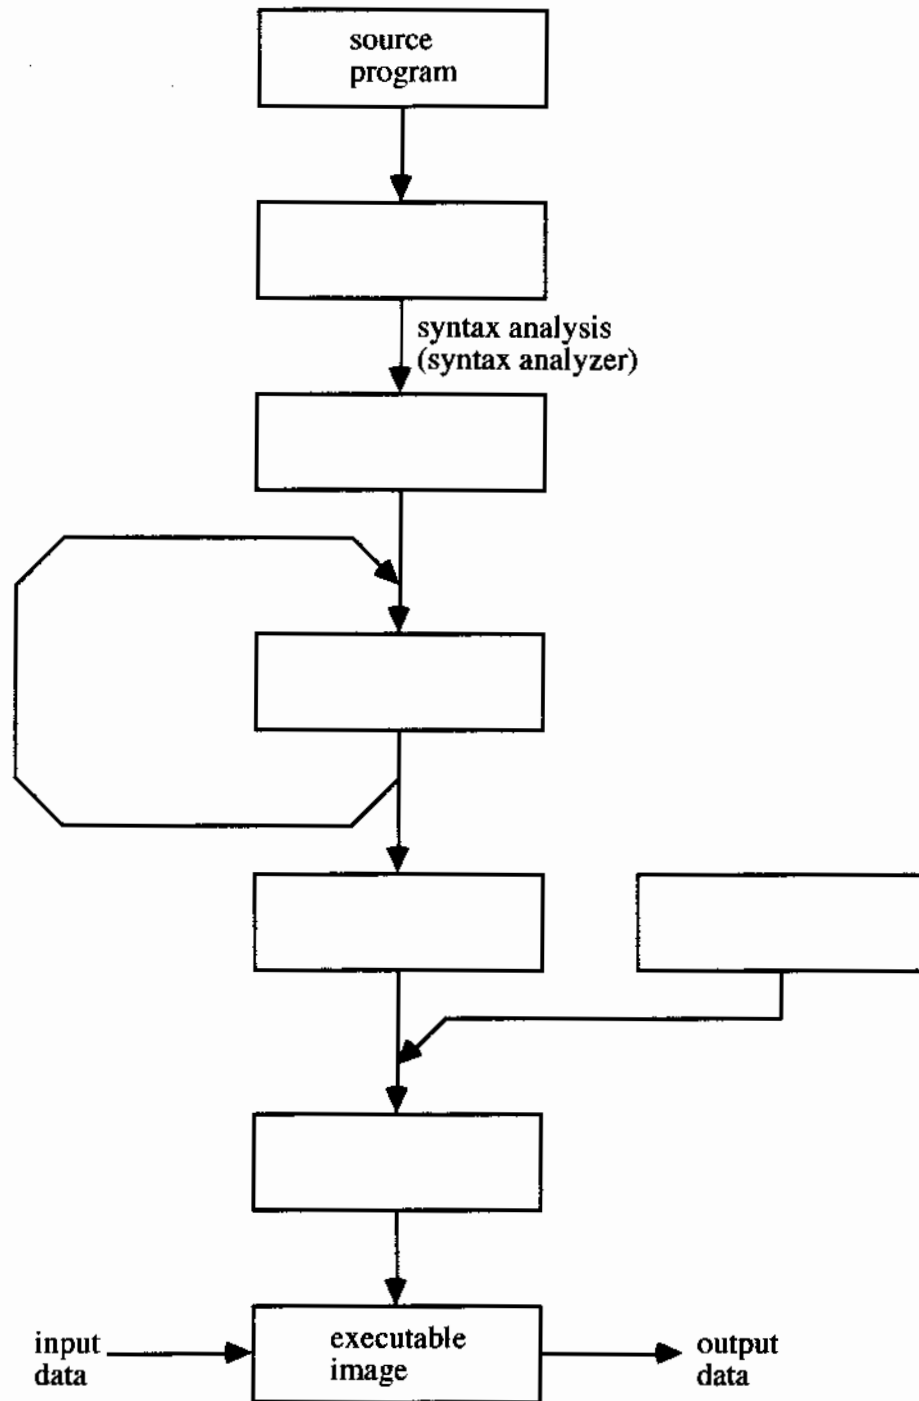 source
program
syntax analysis
(syntax analyzer)
input
data
executable
image
output
data